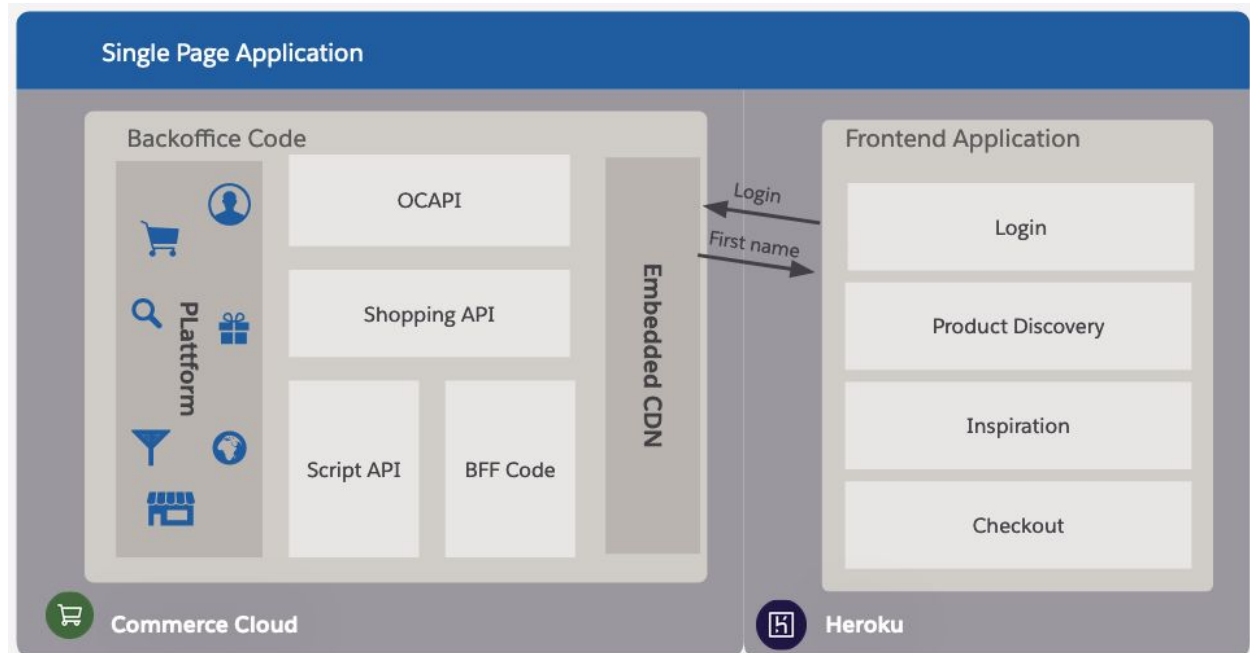 Single Page Application
Backoffice Code
PLattform
OCAPI
Shopping API
Script API
BFF Code
Embedded CDN
Login
First name
Frontend Application
Login
Product Discovery
Inspiration
Checkout
Commerce Cloud
Heroku